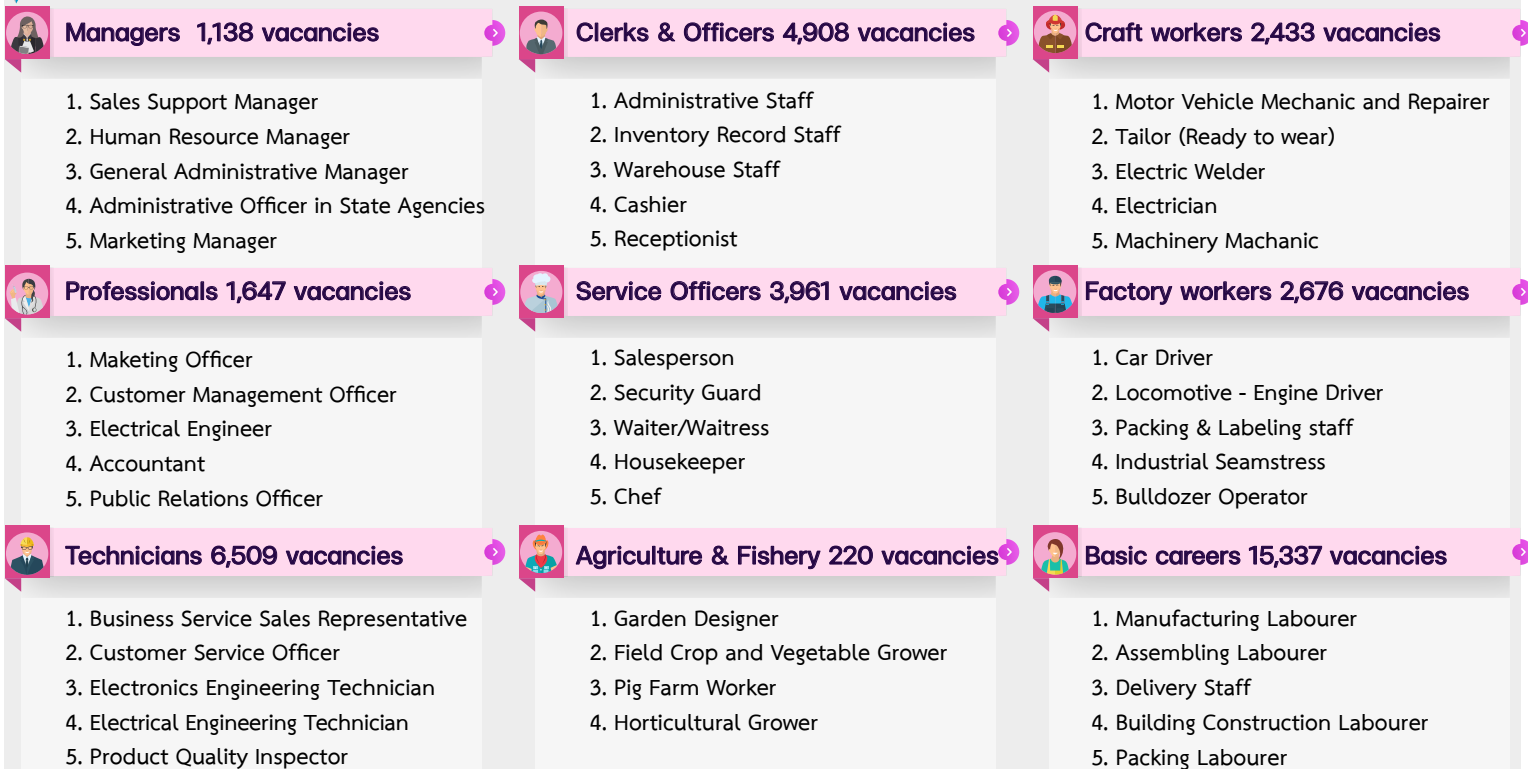 Managers 1,138 vacancies
1. Sales Support Manager
2. Human Resource Manager
3. General Administrative Manager
4. Administrative Officer in State Agencies
5. Marketing Manager
Clerks & Officers 4,908 vacancies
1. Administrative Staff
2. Inventory Record Staff
3. Warehouse Staff
4. Cashier
5. Receptionist
Craft workers 2,433 vacancies
1. Motor Vehicle Mechanic and Repairer
2. Tailor (Ready to wear)
3. Electric Welder
4. Electrician
5. Machinery Machanic
Professionals 1,647 vacancies
1. Maketing Officer
2. Customer Management Officer
3. Electrical Engineer
4. Accountant
5. Public Relations Officer
Service Officers 3,961 vacancies
1. Salesperson
2. Security Guard
3. Waiter/Waitress
4. Housekeeper
5. Chef
Factory workers 2,676 vacancies
1. Car Driver
2. Locomotive - Engine Driver
3. Packing & Labeling staff
4. Industrial Seamstress
5. Bulldozer Operator
Technicians 6,509 vacancies
1. Business Service Sales Representative
2. Customer Service Officer
3. Electronics Engineering Technician
4. Electrical Engineering Technician
5. Product Quality Inspector
Agriculture & Fishery 220 vacancies
1. Garden Designer
2. Field Crop and Vegetable Grower
3. Pig Farm Worker
4. Horticultural Grower
Basic careers 15,337 vacancies
1. Manufacturing Labourer
2. Assembling Labourer
3. Delivery Staff
4. Building Construction Labourer
5. Packing Labourer